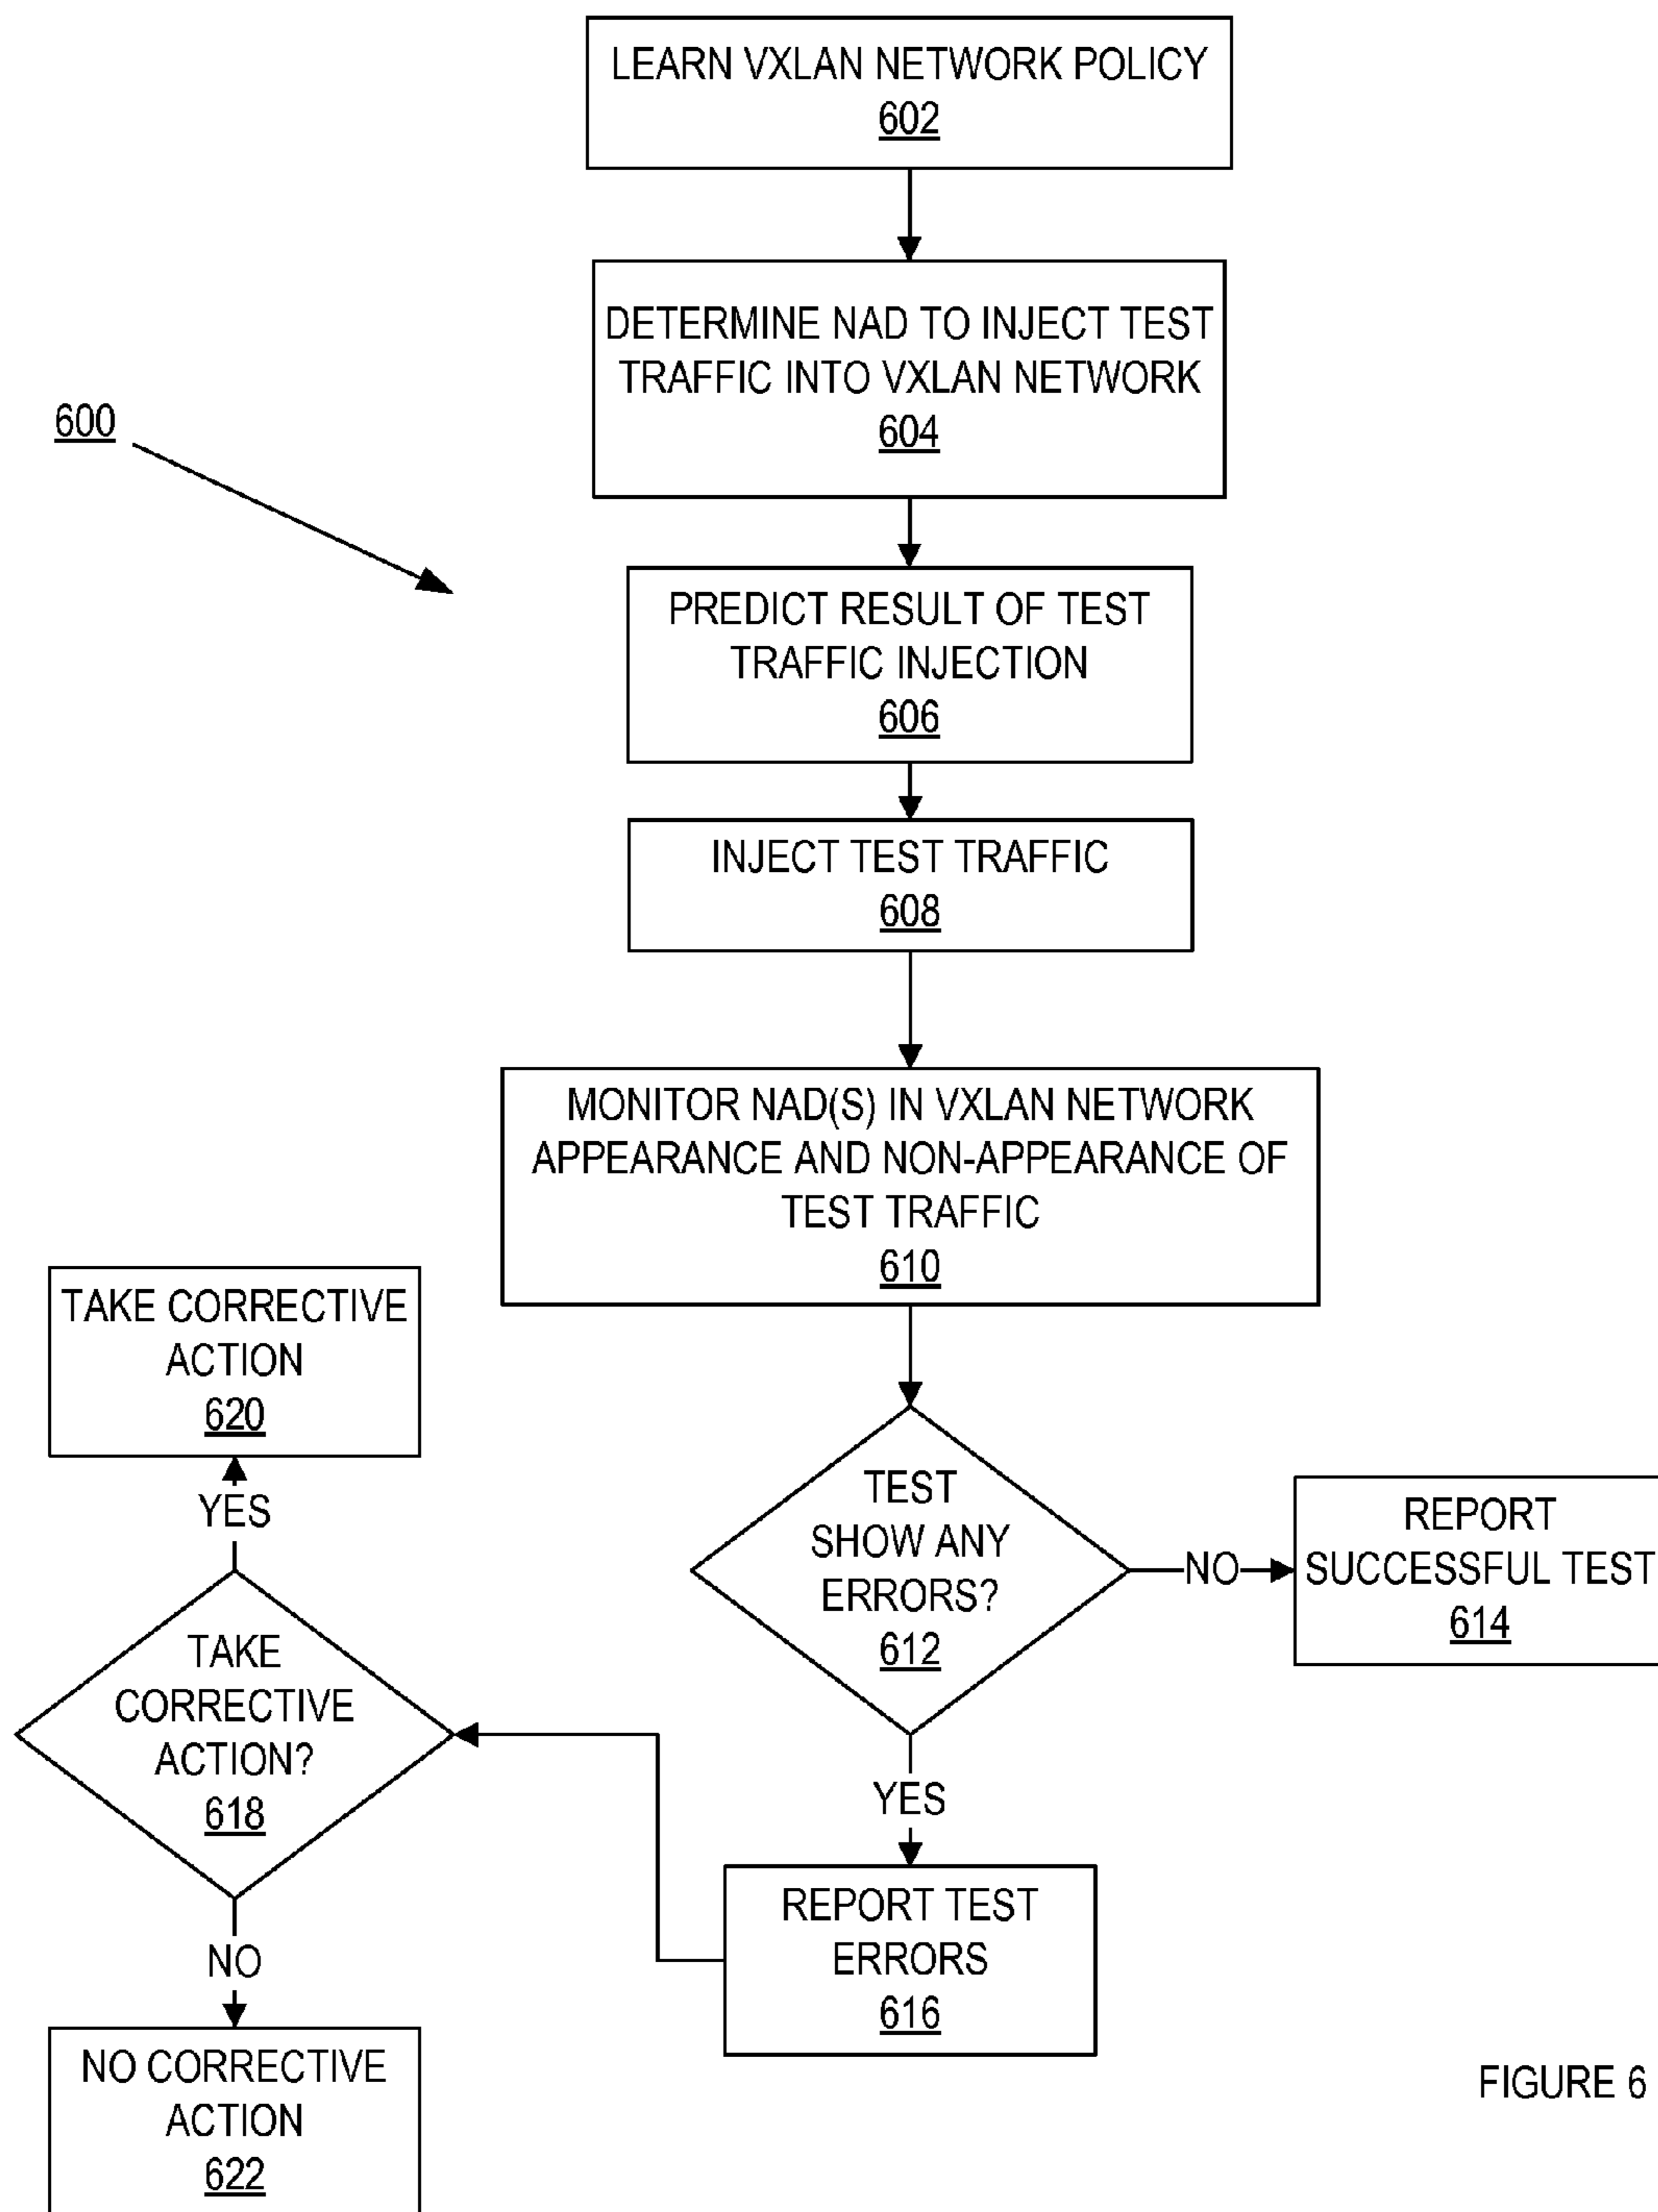 LEARN VXLAN NETWORK POLICY
602
DETERMINE NAD TO INJECT TEST
TRAFFIC INTO VXLAN NETWORK
604
600
PREDICT RESULT OF TEST
TRAFFIC INJECTION
606
INJECT TEST TRAFFIC
608
MONITOR NAD(S) IN VXLAN NETWORK
APPEARANCE AND NON-APPEARANCE OF
TEST TRAFFIC
610
TEST
SHOW ANY
ERRORS?
612
NO
REPORT
SUCCESSFUL TEST
614
YES
REPORT TEST
ERRORS
616
TAKE
CORRECTIVE
ACTION?
618
YES
TAKE CORRECTIVE
ACTION
620
NO
NO CORRECTIVE
ACTION
622
FIGURE 6